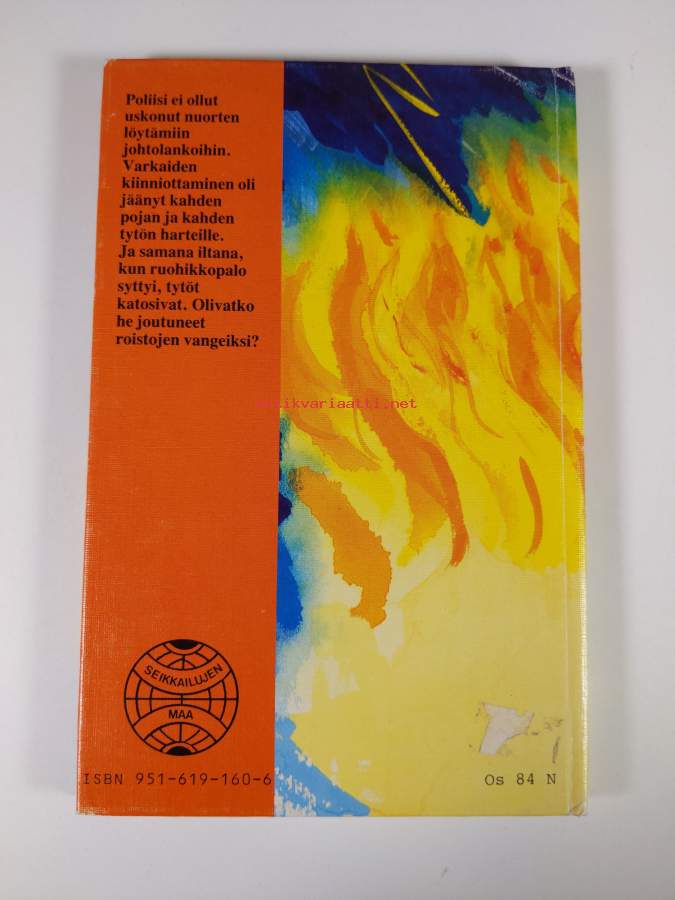 Poliisi ei ollut
uskonut nuorten
löytämiin
johtolankoihin.
Varkaiden
kiinniottaminen oli
jäänyt kahden
pojan ja kahden
tytön harteille.
Ja samana iltana,
kun ruohikkopalo
syttyi, tytöt
katosivat. Olivatko
he joutuneet
roistojen vangeiksi?
antikvariaatti.net
SEIKKAILUJEN
MAA
ISBN 951-619-160-6
Os 84 N